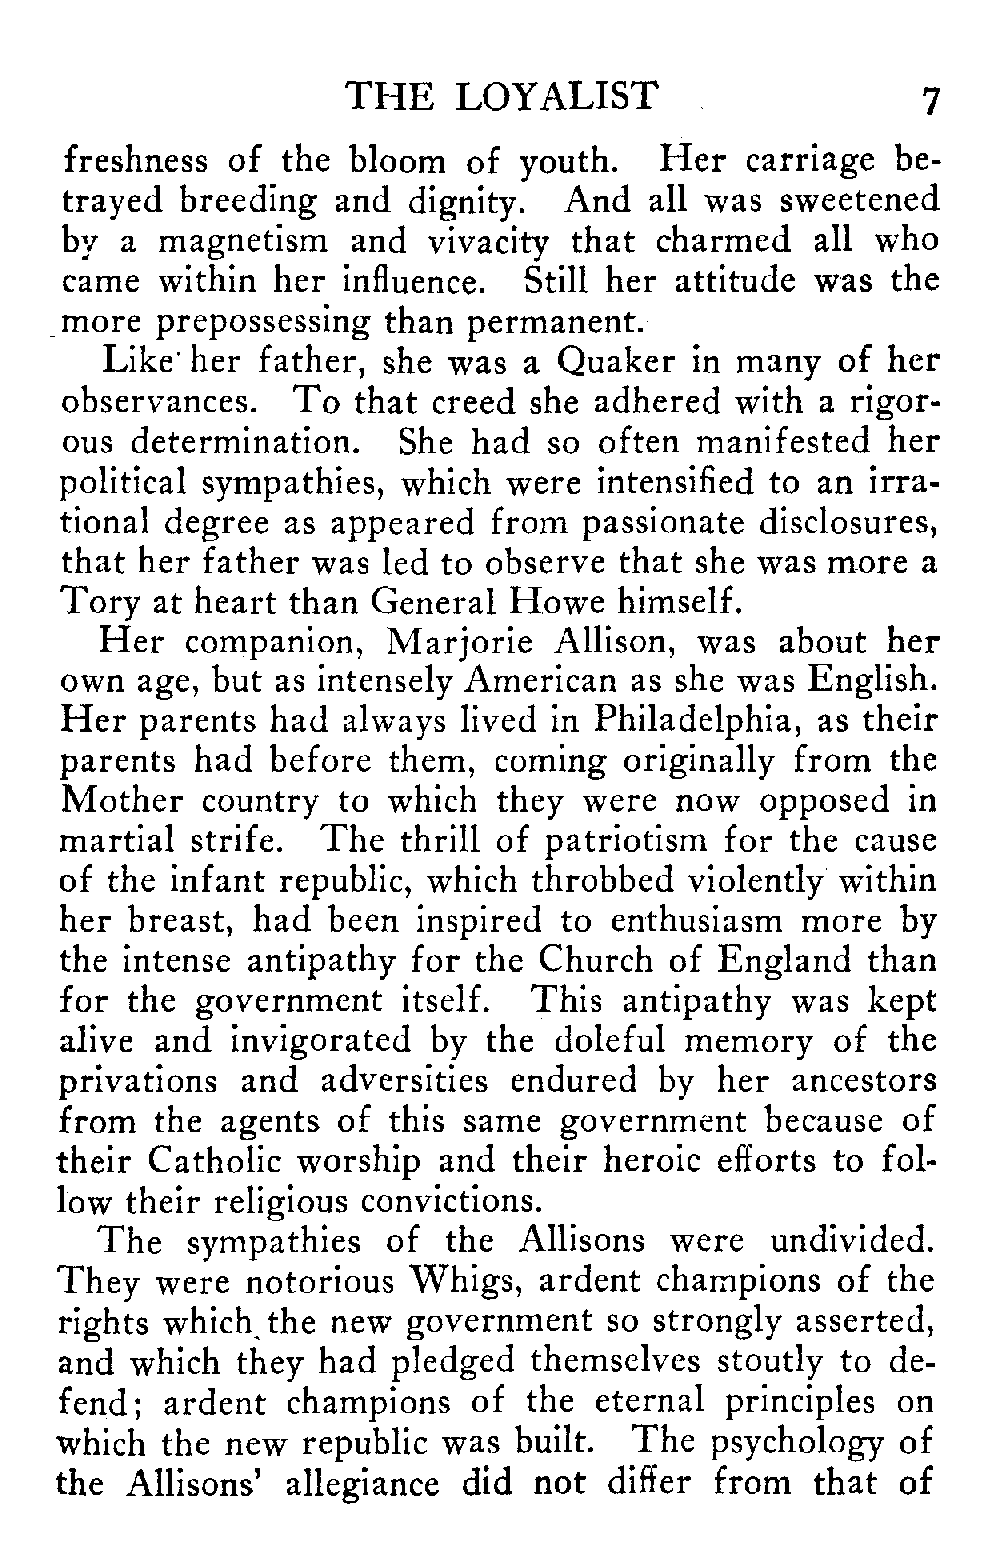 THE LOYALIST 7
freshness of the bloom of youth. Her carriage be-
trayed breeding and dignity. And all was sweetened
by a magnetism and vivacity that charmed all who
came within her influence. Still her attitude was the
more prepossessing than permanent.
Like her father, she was a Quaker in many of her
observances. To that creed she adhered with a rigor-
ous determination. She had so often manifested her
political sympathies, which were intensified to an irra-
tional degree as appeared from passionate disclosures,
that her father was led to observe that she was more a
Tory at heart than General Howe himself.
Her companion, Marjorie Allison, was about her
own age, but as intensely American as she was English.
Her parents had always lived in Philadelphia, as their
parents had before them, coming originally from the
Mother country to which they were now opposed in
martial strife. The thrill of patriotism for the cause
of the infant republic, which throbbed violently within
her breast, had been inspired to enthusiasm more by
the intense antipathy for the Church of England than
for the government itself. This antipathy was kept
alive and invigorated by the doleful memory of the
privations and adversities endured by her ancestors
from the agents of this same government because of
their Catholic worship and their heroic efforts to fol-
low their religious convictions.
The sympathies of the Allisons were undivided.
They were notorious Whigs, ardent champions of the
rights which the new government so strongly asserted,
and which they had pledged themselves stoutly to de-
fend; ardent champions of the eternal principles on
which the new republic was built. The psychology of
the Allisons' allegiance did not differ from that of